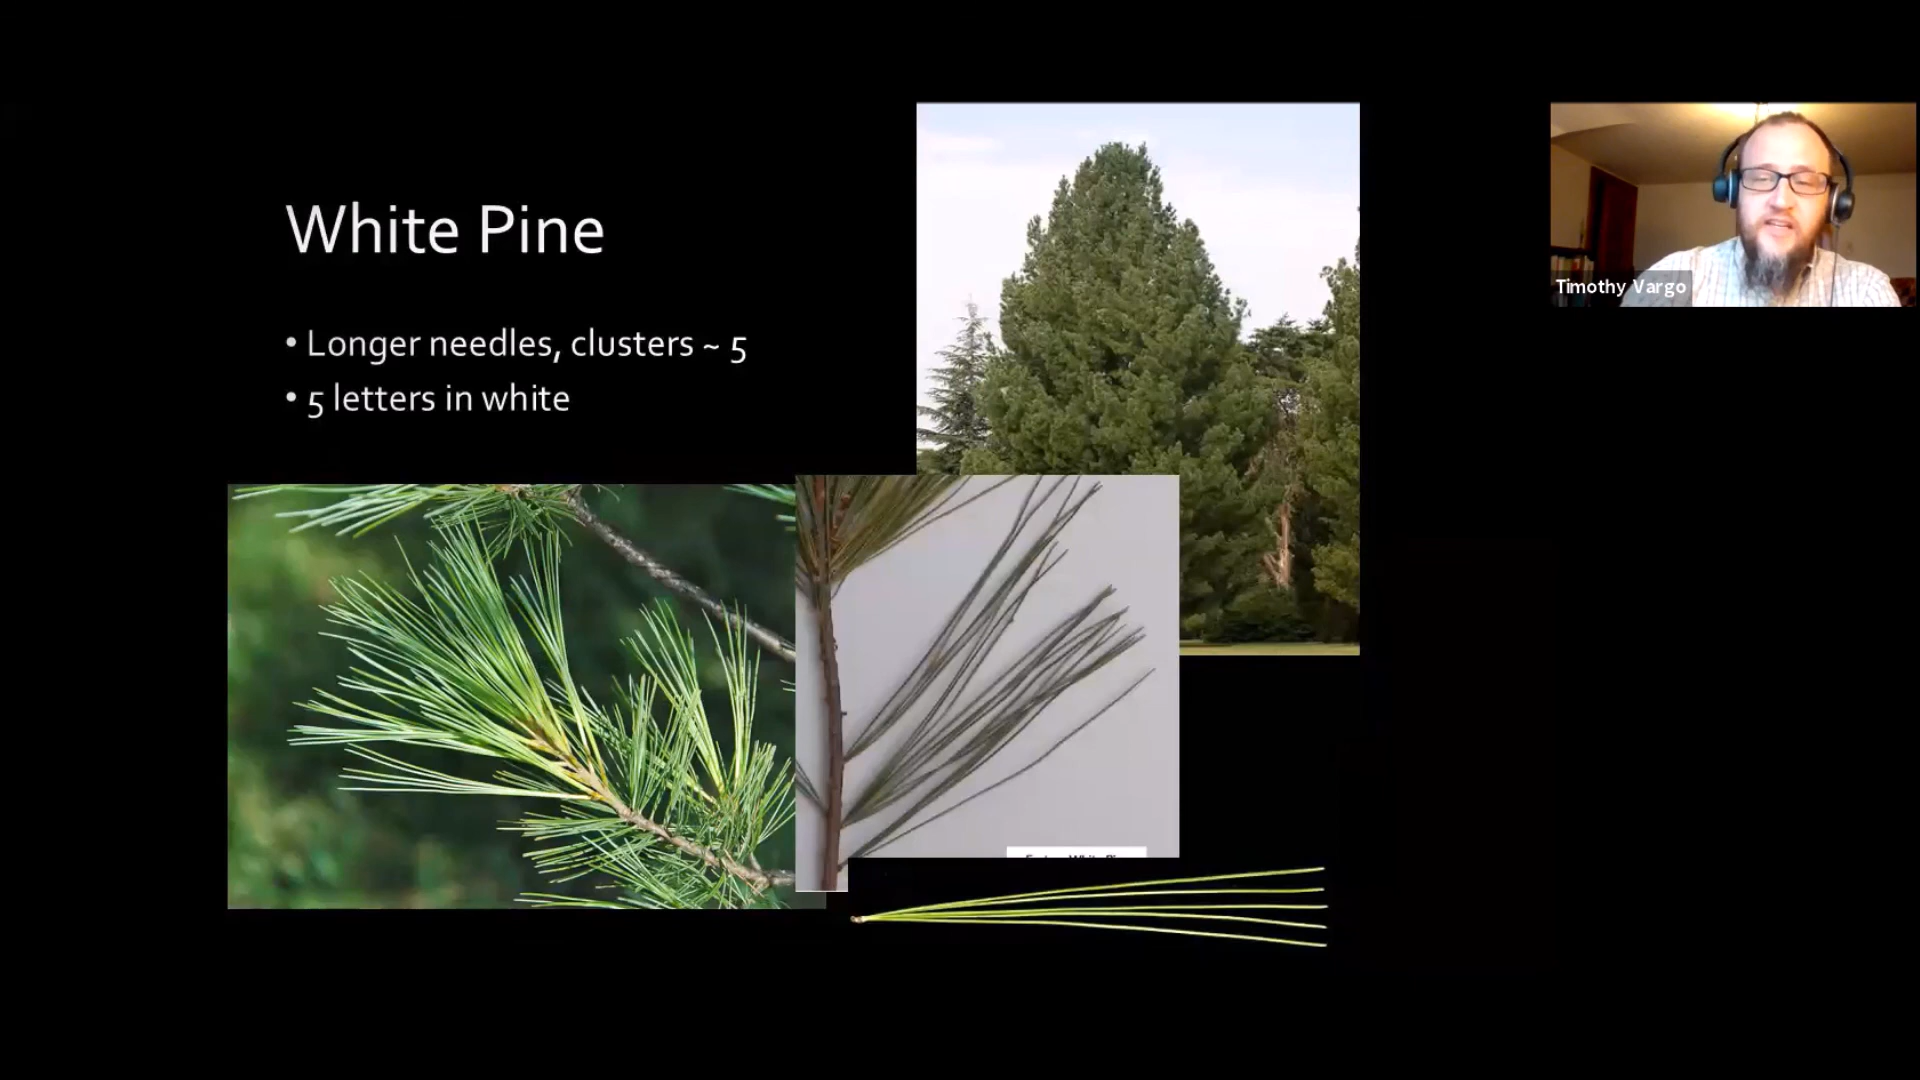 White Pine
• Longer needles, clusters ~ 5
• 5 letters in white
Timothy Vargo